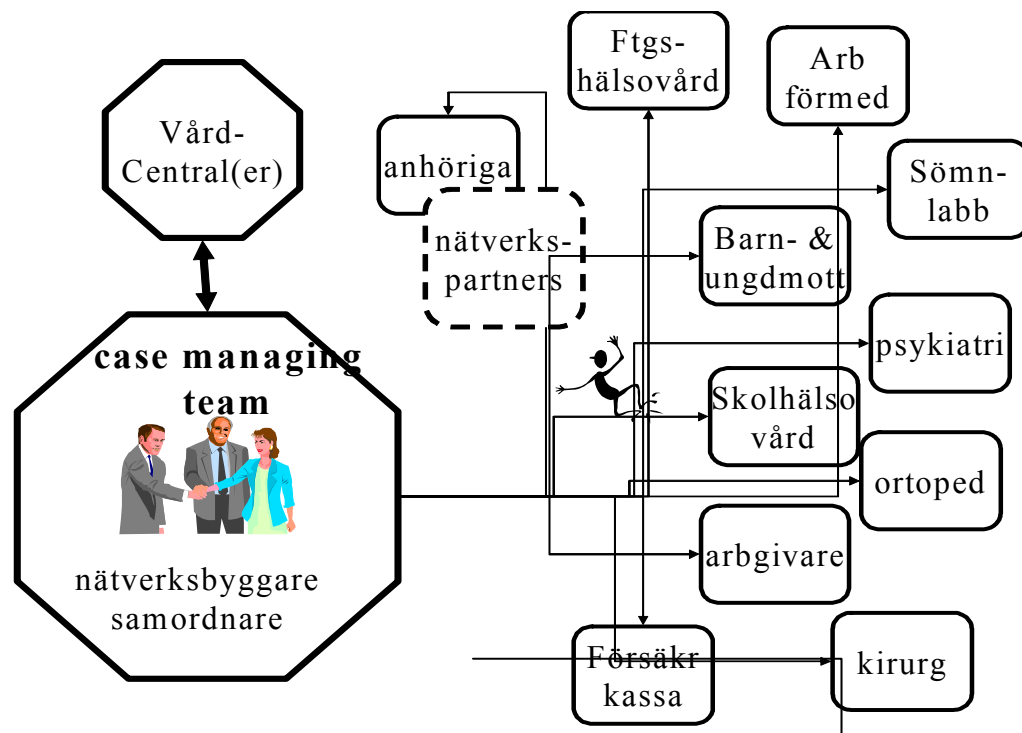 Vård-
Central(er)
case managing
team
nätverksbyggare
samordnare
anhöriga
nätverks-
partners
Ftgs-
hälsovård
Arb
förmed
Sömn-
labb
Barn- &
ungdmott
psykiatri
Skolhälso
vård
ortoped
arbgivare
Försäkr
kassa
kirurg